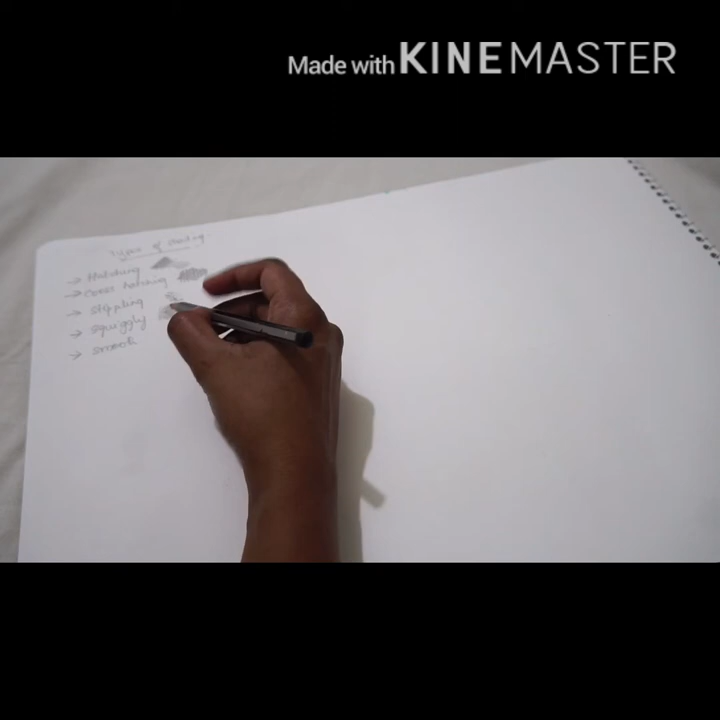 Made with KINEMASTER
Types of shading
→ Hatching
→ Cross hatching
→ stippling
→ squiggly
→ smooth